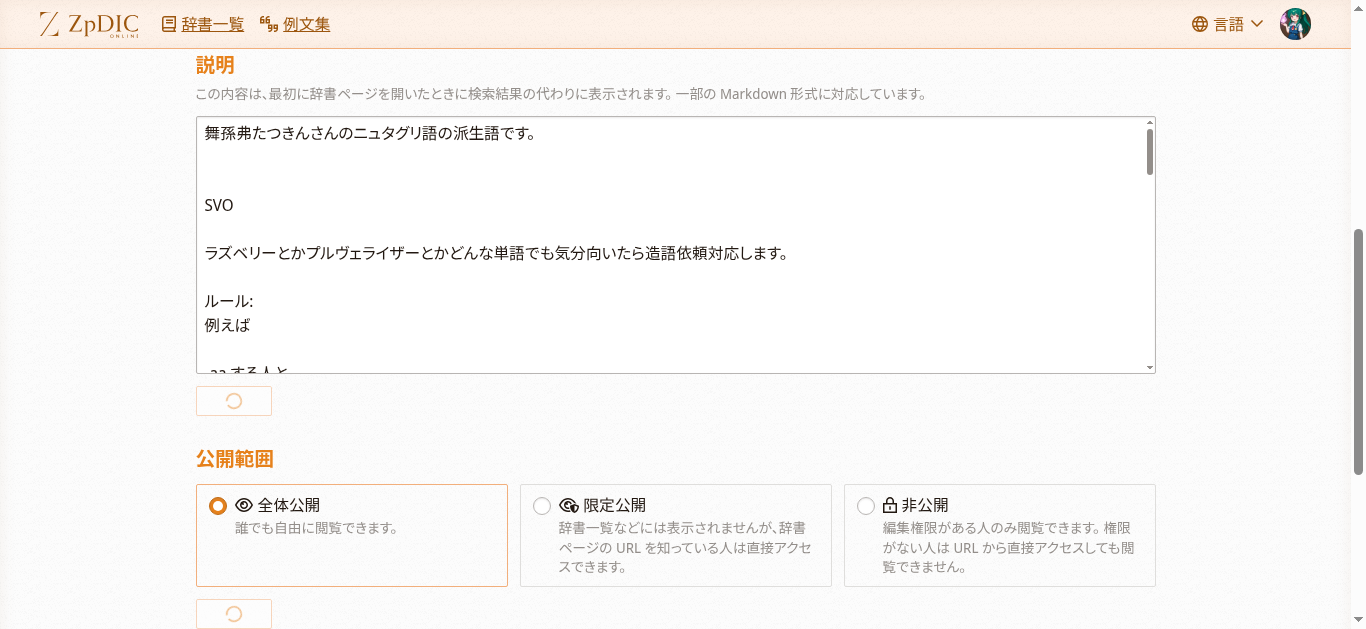 ZpDIC ONLINE 辞書一覧 例文集 言語
説明
この内容は、最初に辞書ページを開いたときに検索結果の代わりに表示されます。一部の Markdown 形式に対応しています。
舞孫弗たつきんさんのニュタグリ語の派生語です。
SVO
ラズベリーとかプルヴェライザーとかどんな単語でも気分向いたら造語依頼対応します。
ルール:
例えば
公開範囲
全体公開
誰でも自由に閲覧できます。
限定公開
辞書一覧などには表示されませんが、辞書
ページの URL を知っている人は直接アクセ
スできます。
非公開
編集権限がある人のみ閲覧できます。権限
がない人は URL から直接アクセスしても閲
覧できません。